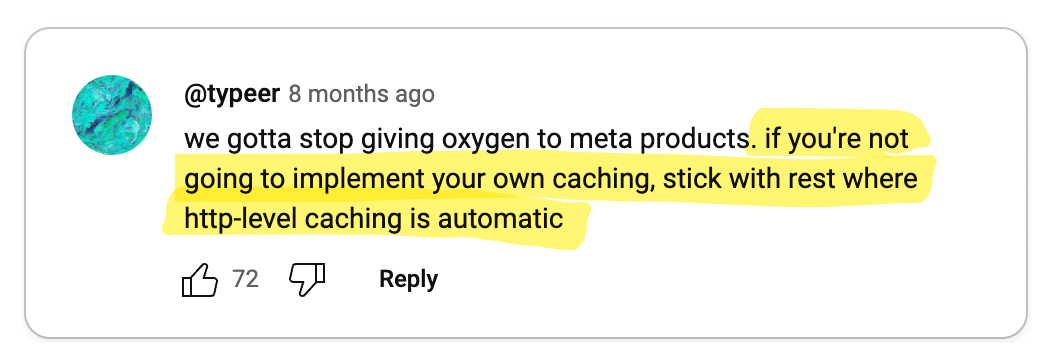 @typeer 8 months ago
we gotta stop giving oxygen to meta products. if you're not
going to implement your own caching, stick with rest where
http-level caching is automatic
72 Reply